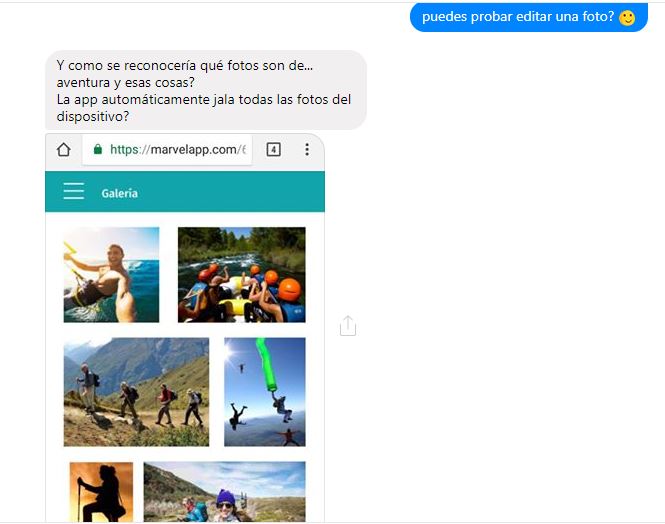 puedes probar editar una foto?
Y como se reconocería qué fotos son de...
aventura y esas cosas?
La app automáticamente jala todas las fotos del
dispositivo?
https://marvelapp.com/6
4
Galeria